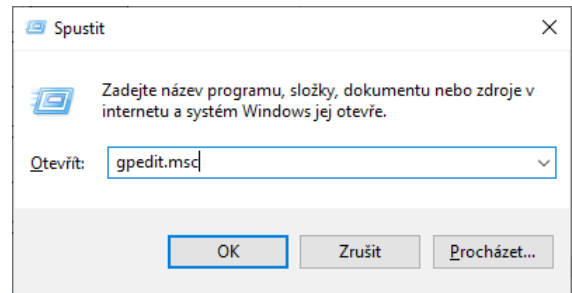 Spustit
Zadejte název programu, složky, dokumentu nebo zdroje v
internetu a systém Windows jej otevře.
Otevřít:
gpedit.msc
OK
Zrušit
Procházet...